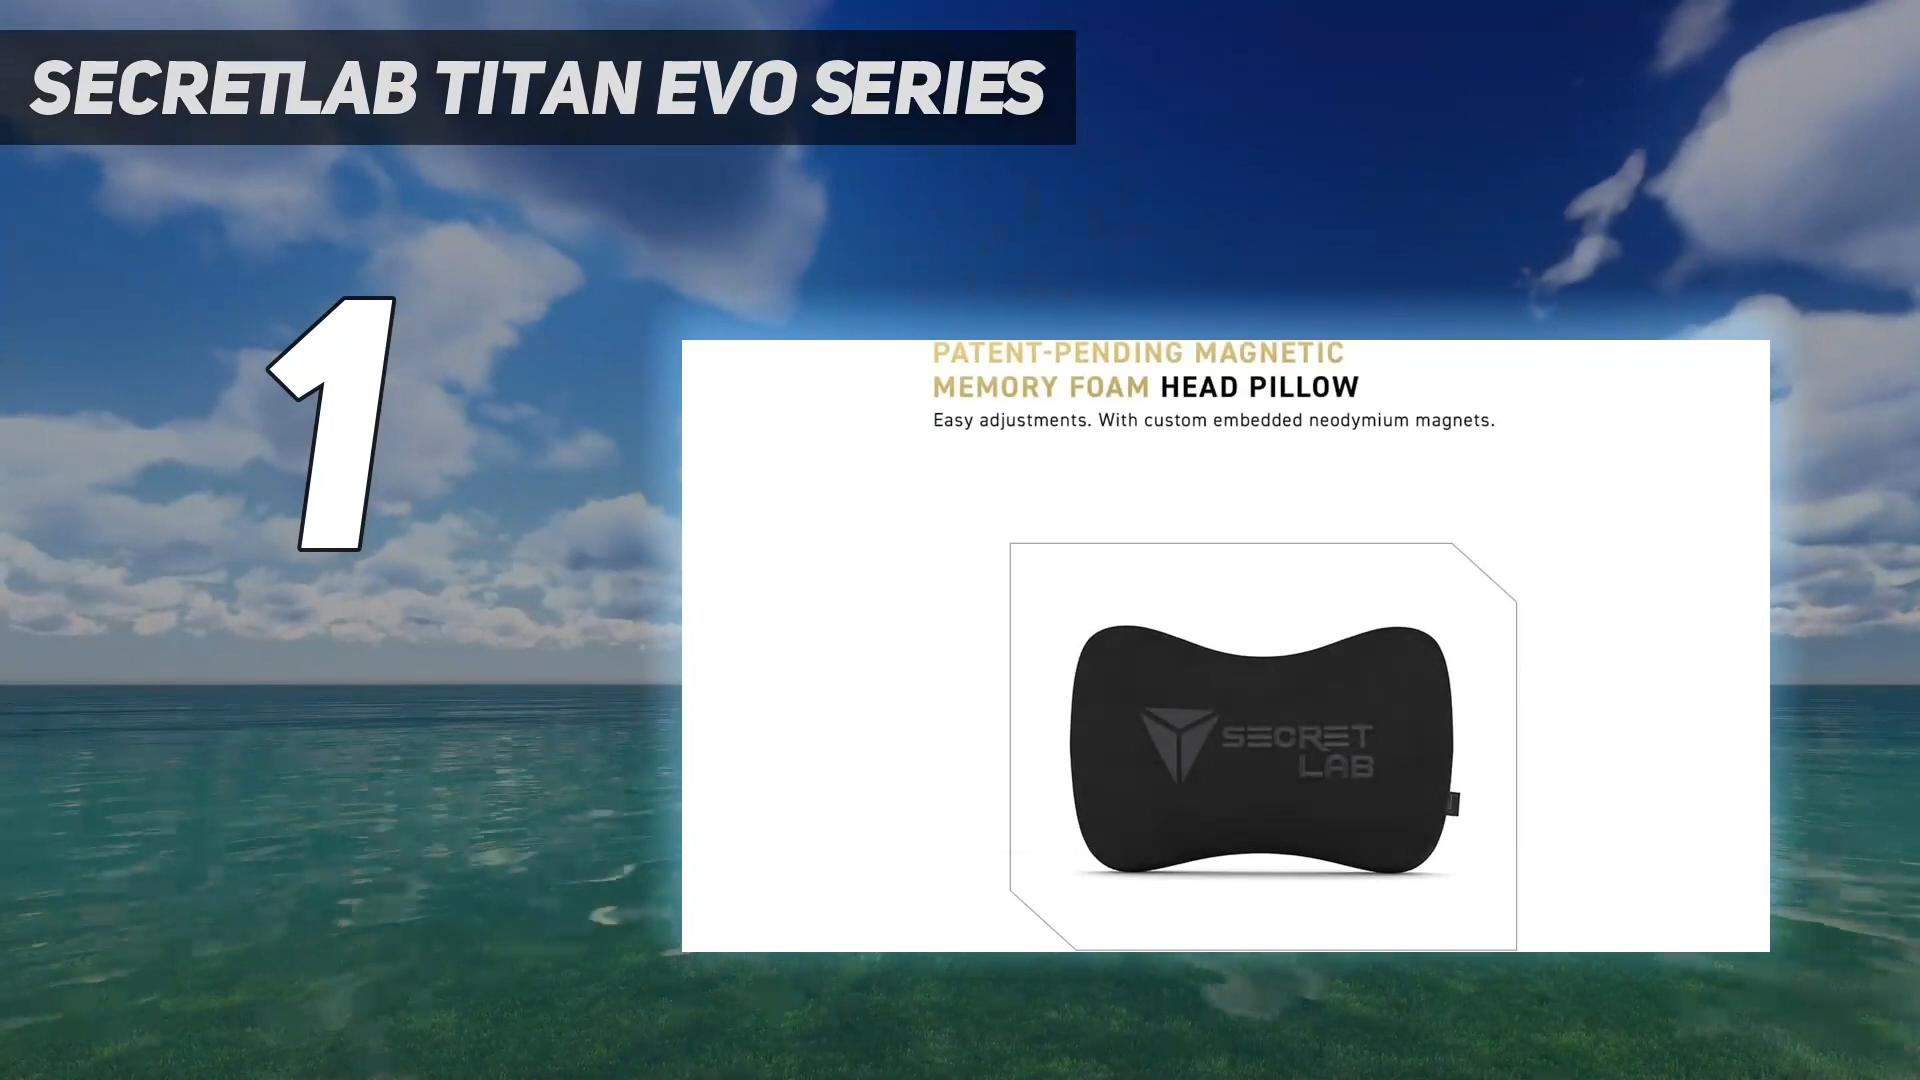 SECRETLAB TITAN EVO SERIES
1
PATENT-PENDING MAGNETIC
MEMORY FOAM HEAD PILLOW
Easy adjustments. With custom embedded neodymium magnets.
SECRET
LAB